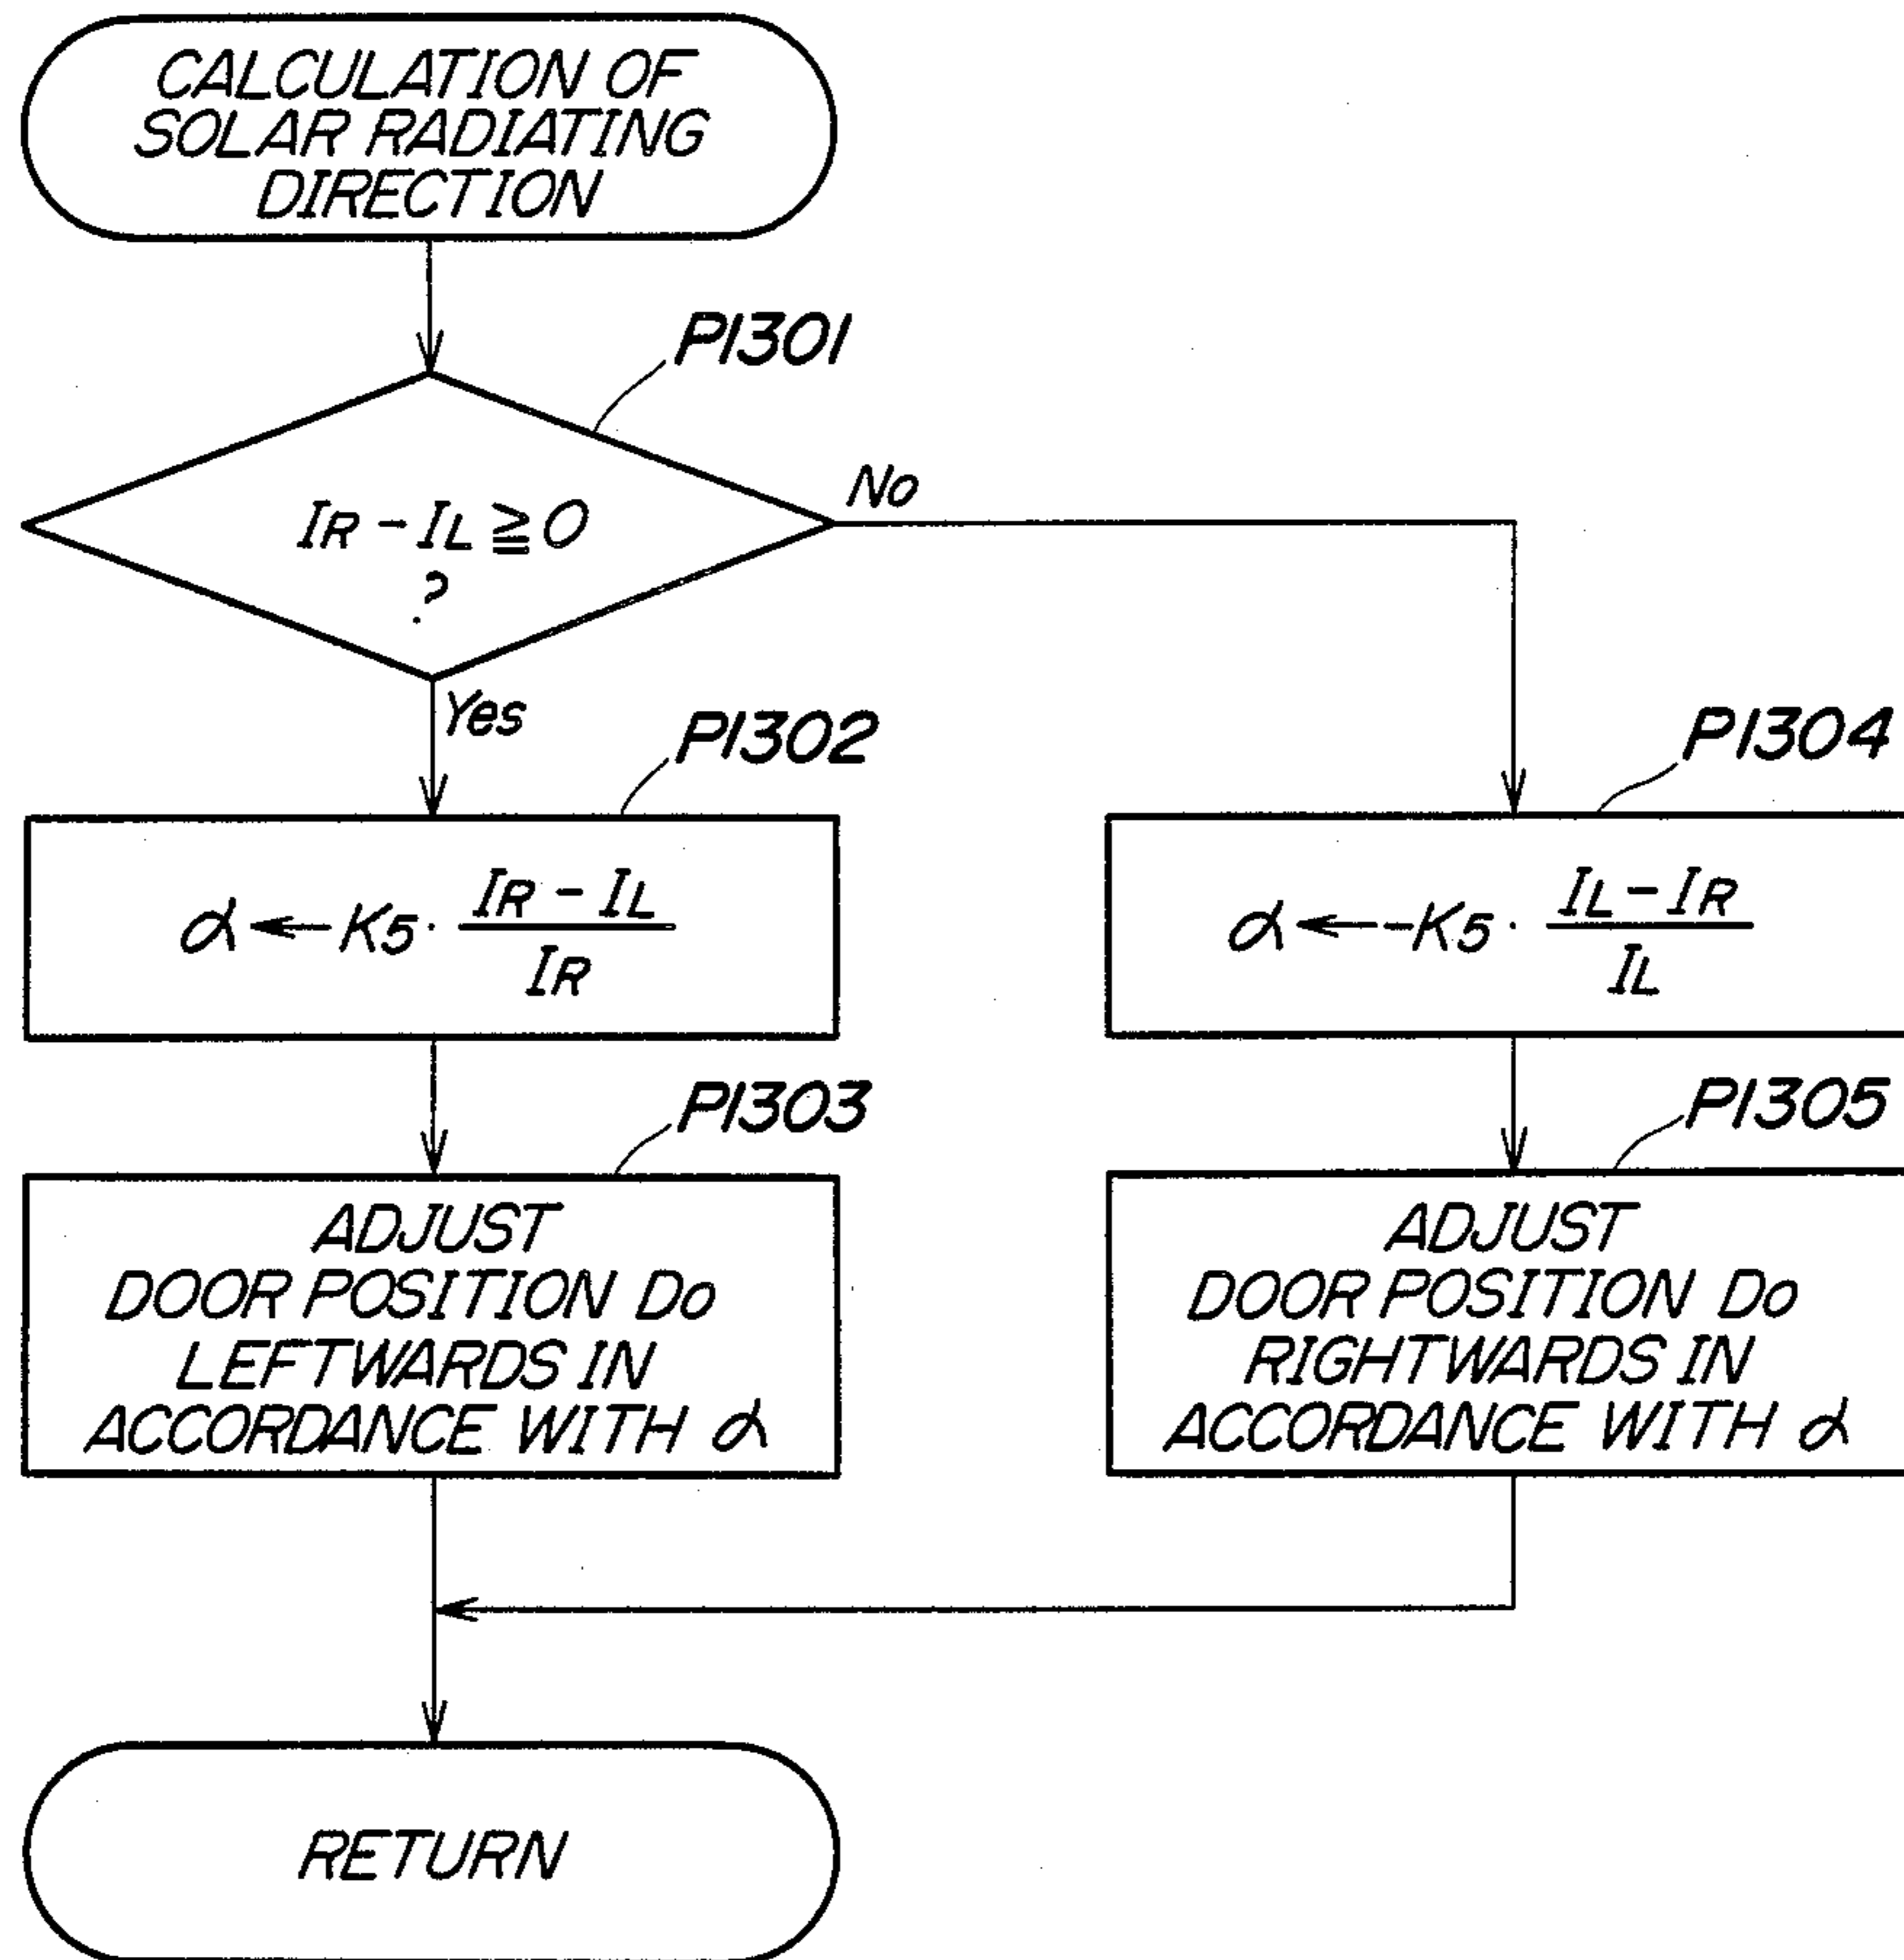 CALCULATION OF
SOLAR RADIATING
DIRECTION
P1301
IR - IL ≧ 0
?
No
Yes
P1302
α ← K5 · (IR - IL) / IR
P1303
ADJUST
DOOR POSITION Do
LEFTWARDS IN
ACCORDANCE WITH α
P1304
α ← -K5 · (IL - IR) / IL
P1305
ADJUST
DOOR POSITION Do
RIGHTWARDS IN
ACCORDANCE WITH α
RETURN